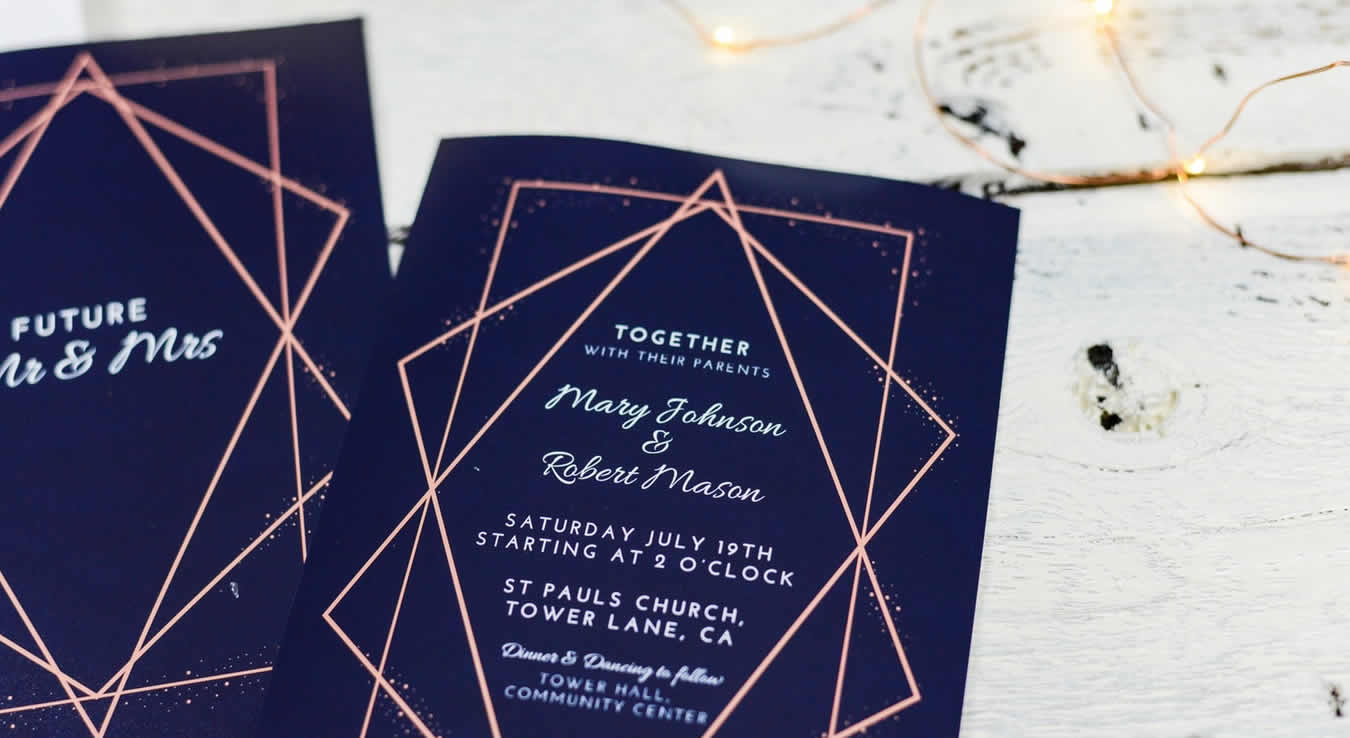 FUTURE
Mr & Mrs
TOGETHER
WITH THEIR PARENTS
Mary Johnson
&
Robert Mason
SATURDAY JULY 19TH
STARTING AT 2 O'CLOCK
ST PAULS CHURCH,
TOWER LANE, CA
Dinner & Dancing to follow
TOWER HALL,
COMMUNITY CENTER